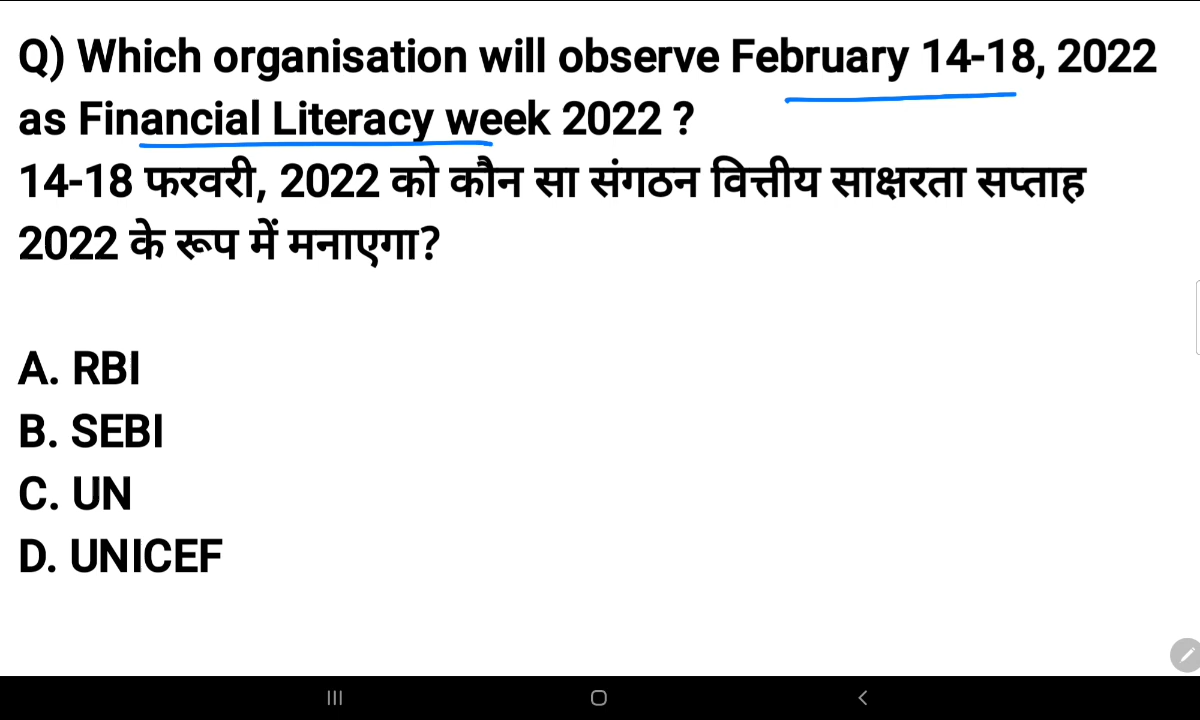 Q) Which organisation will observe February 14-18, 2022
as Financial Literacy week 2022 ?
14-18 फरवरी, 2022 को कौन सा संगठन वित्तीय साक्षरता सप्ताह
2022 के रूप में मनाएगा?
A. RBI
B. SEBI
C. UN
D. UNICEF